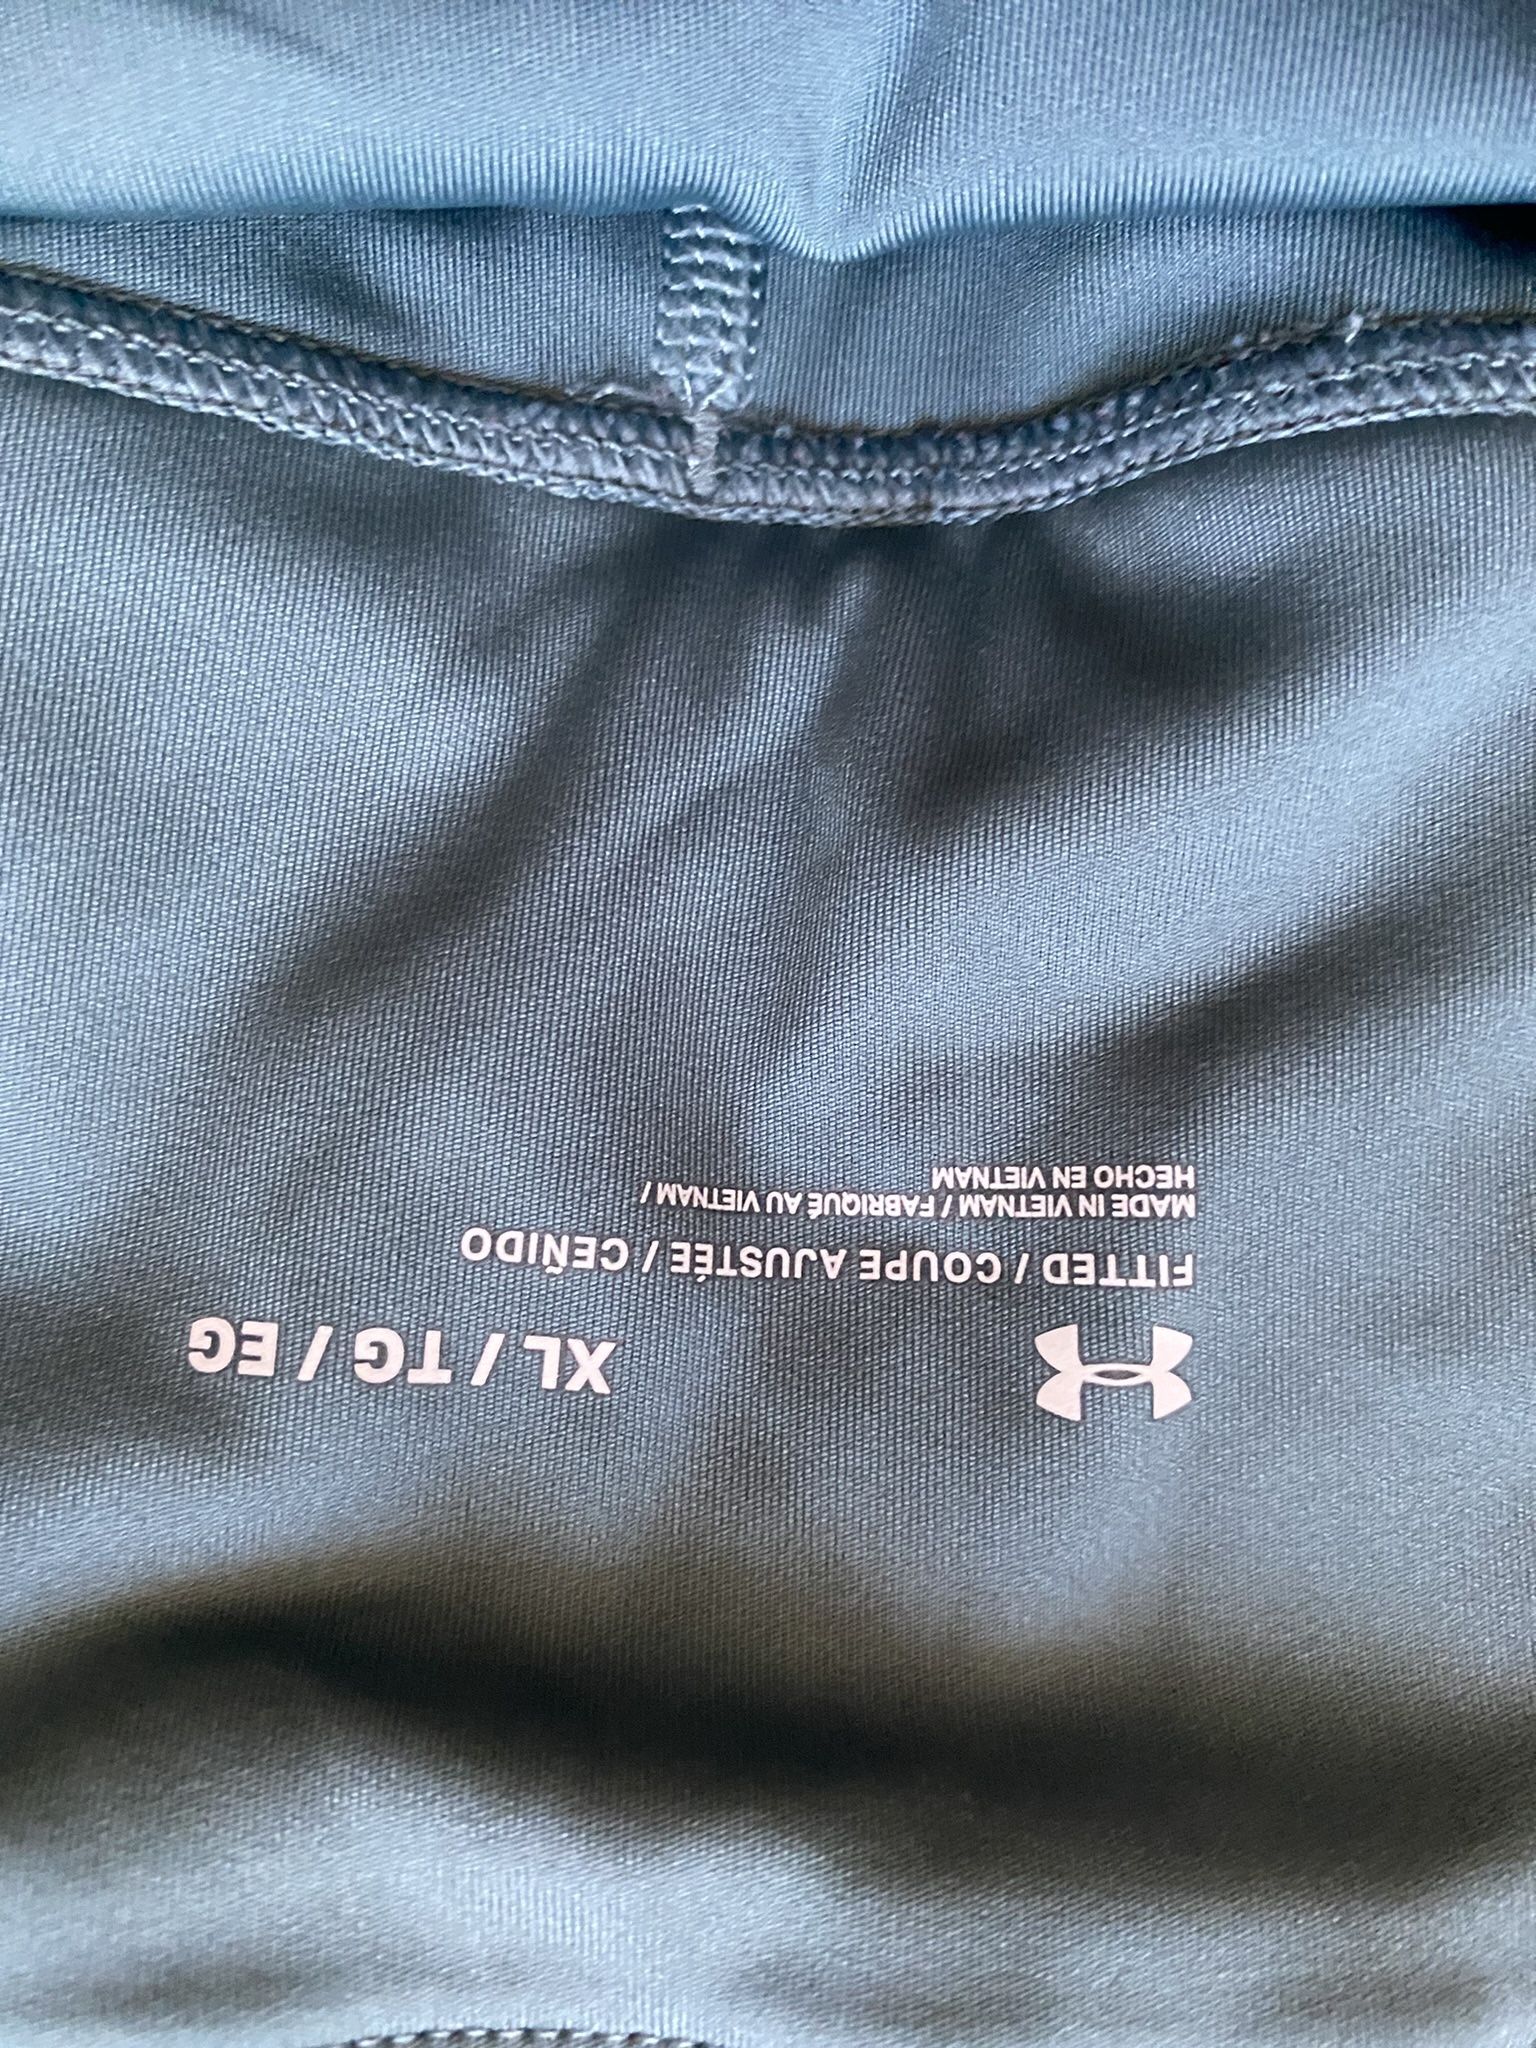 XL / TG / EG
FITTED / COUPE AJUSTÉE / CEÑIDO
MADE IN VIETNAM / FABRIQUÉ AU VIETNAM /
HECHO EN VIETNAM